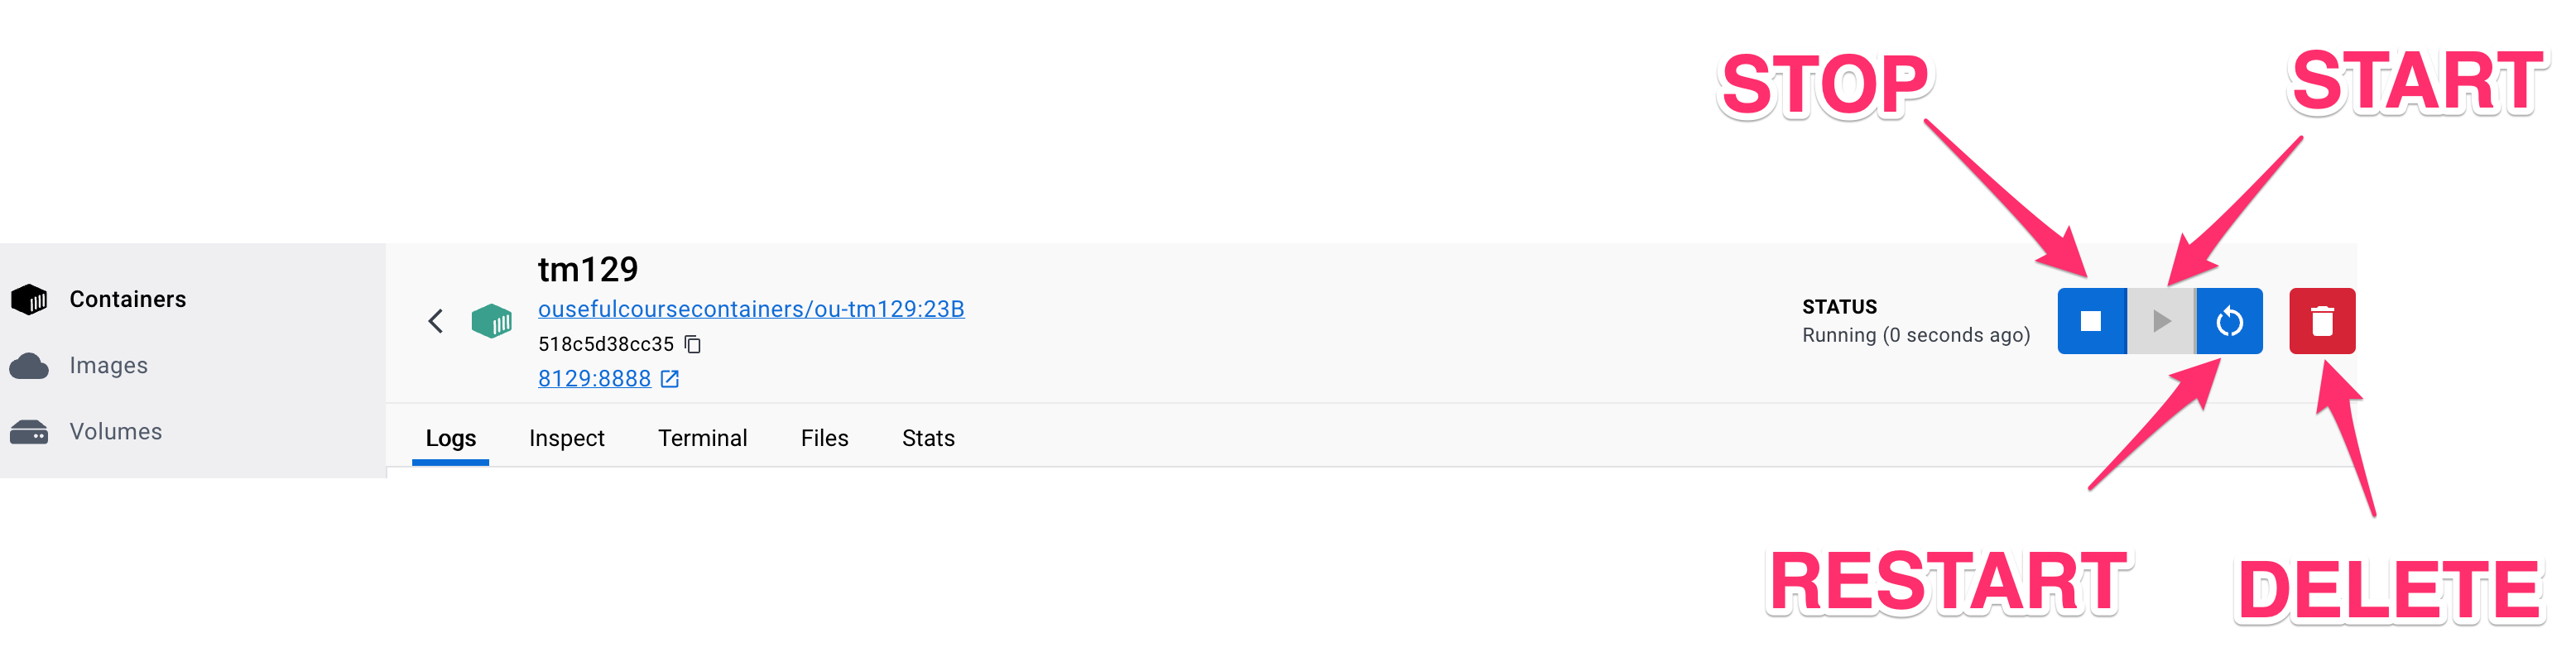 STOP
START
Containers
Images
Volumes
tm129
ousefulcoursecontainers/ou-tm129:23B
518c5d38cc35
8129:8888
STATUS
Running (0 seconds ago)
Logs
Inspect
Terminal
Files
Stats
RESTART
DELETE